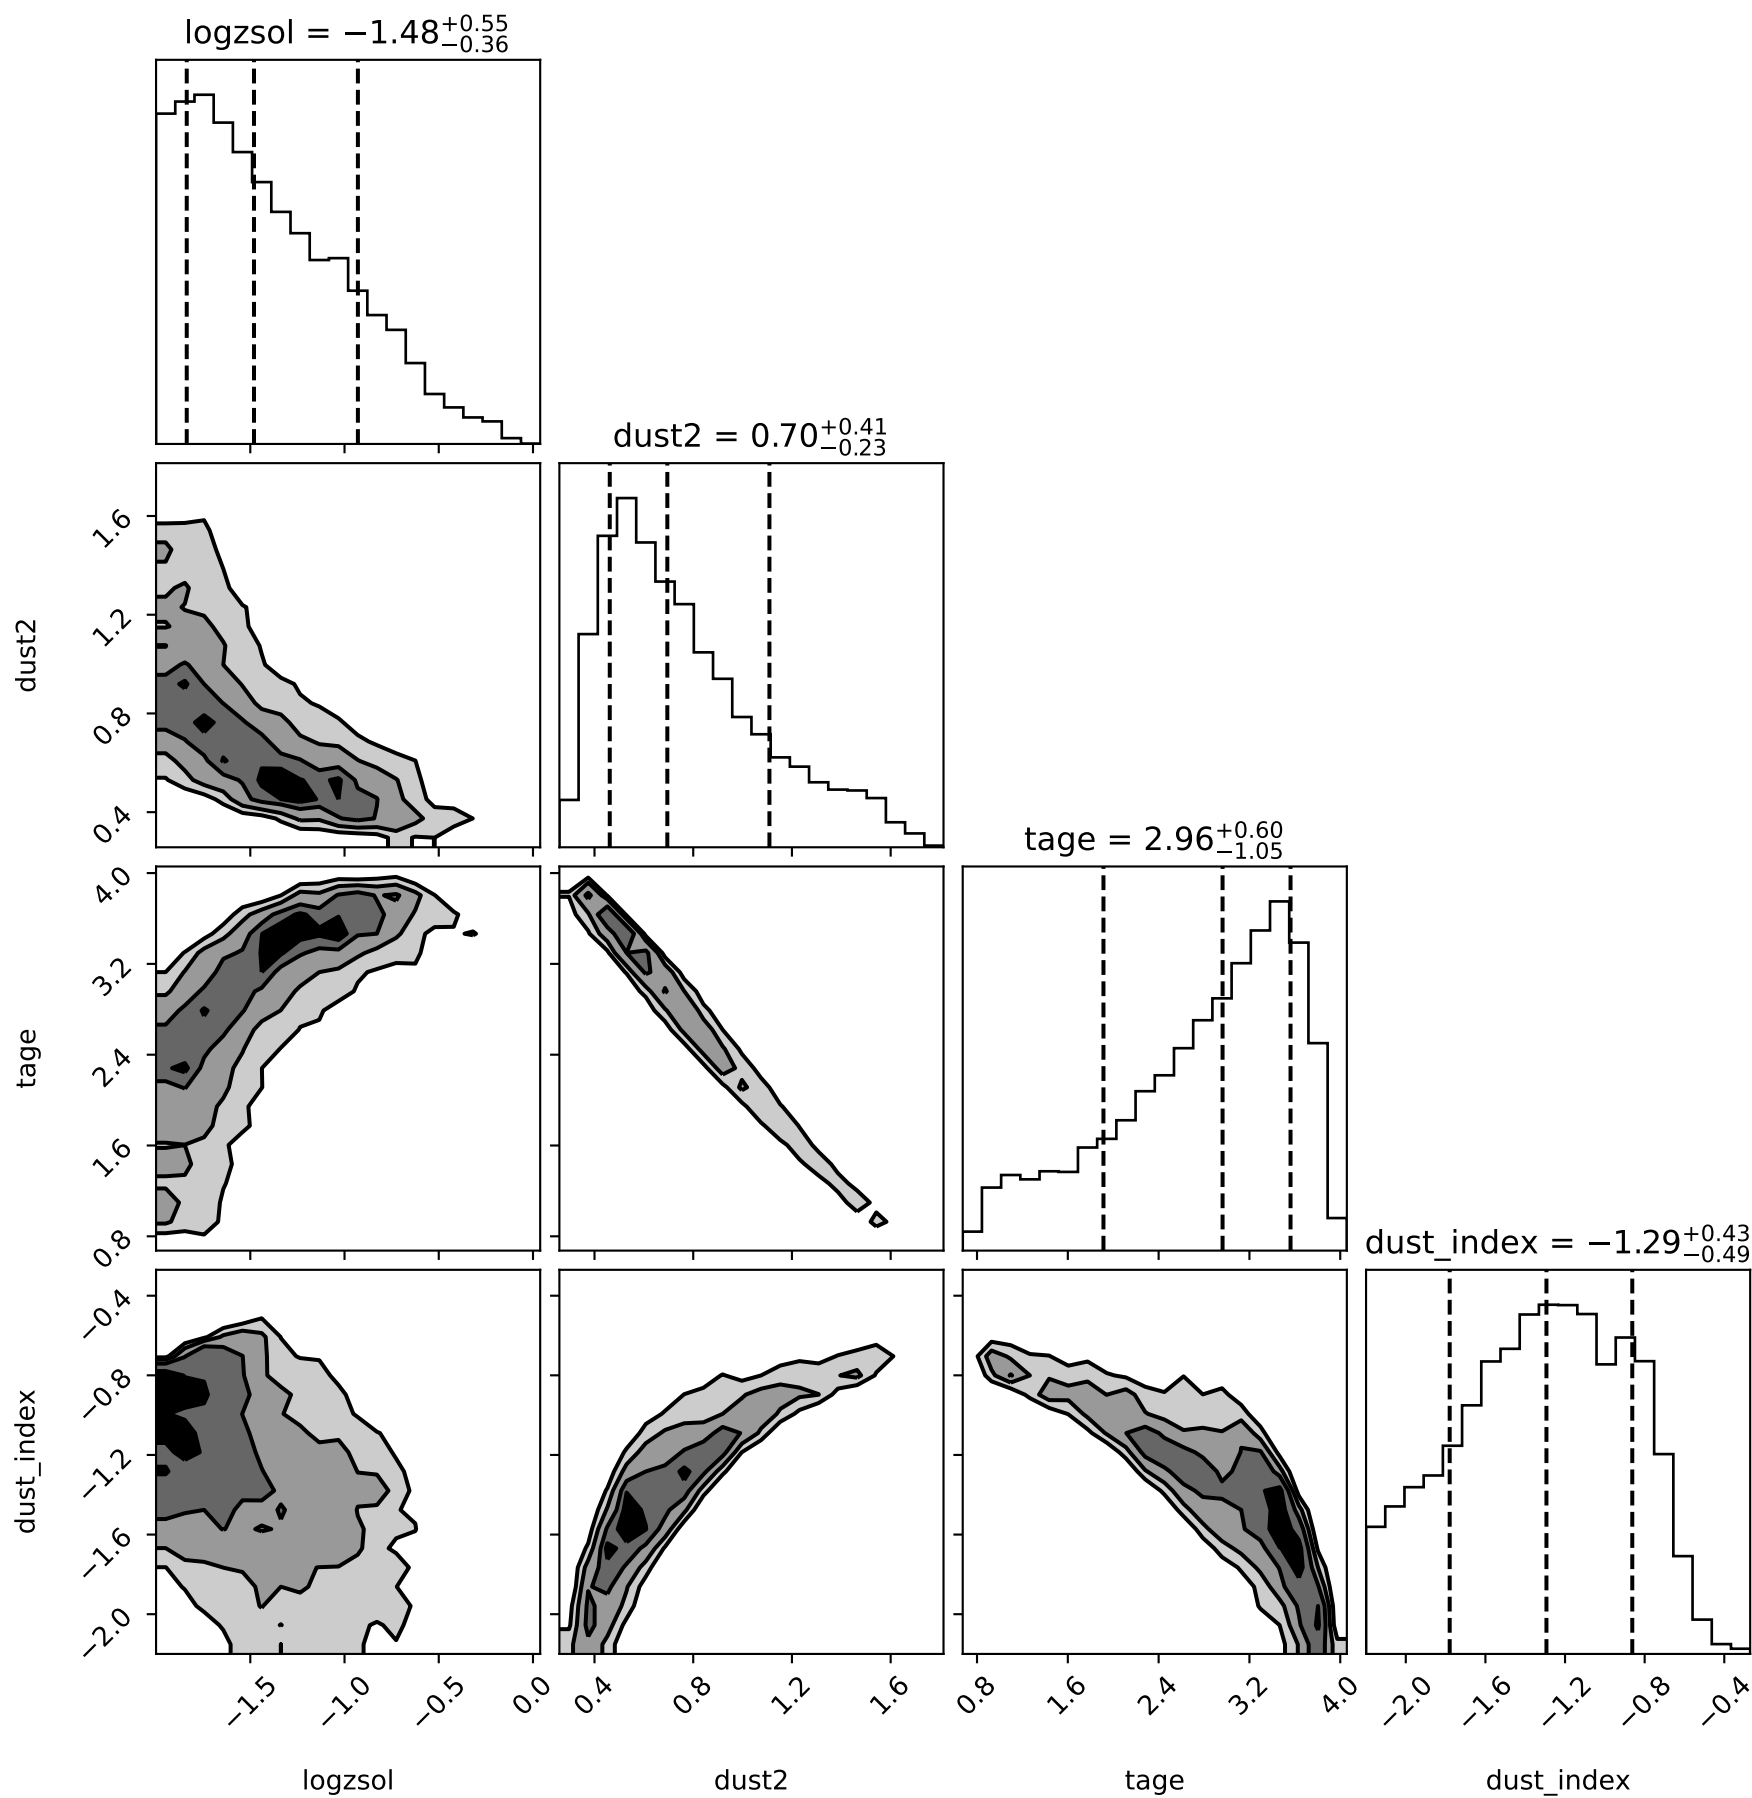 logzsol = −1.48 +0.55 −0.36
dust2 = 0.70 +0.41 −0.23
1.6
1.2
0.8
0.4
dust2
tage = 2.96 +0.60 −1.05
4.0
3.2
2.4
1.6
0.8
tage
dust_index = −1.29 +0.43 −0.49
−0.4
−0.8
−1.2
−1.6
−2.0
dust_index
−1.5 −1.0 −0.5 0.0
0.4 0.8 1.2 1.6
0.8 1.6 2.4 3.2 4.0
−2.0 −1.6 −1.2 −0.8 −0.4
logzsol
dust2
tage
dust_index